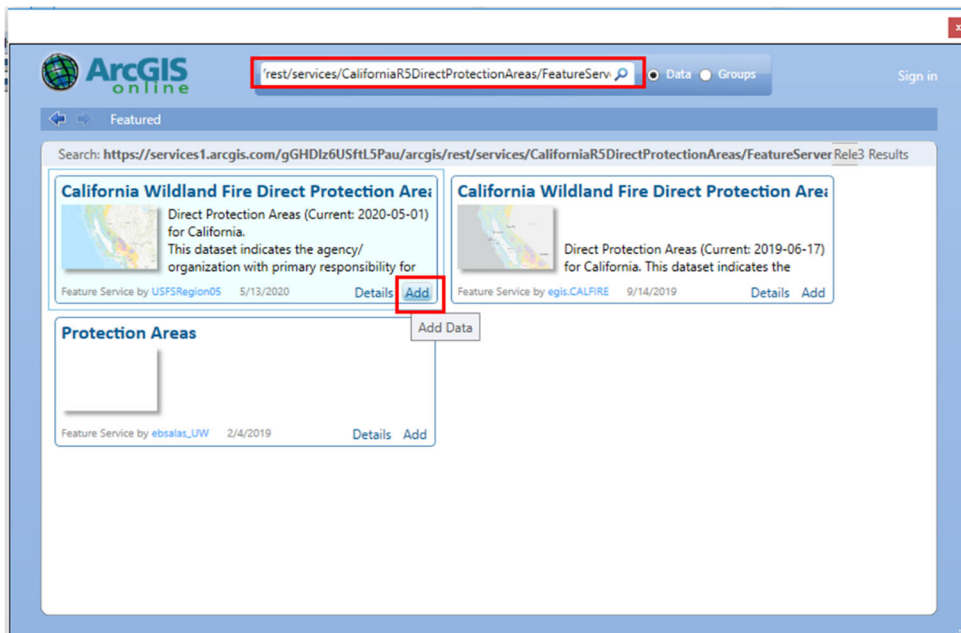 ArcGIS
online
/rest/services/CaliforniaR5DirectProtectionAreas/FeatureServ
Data
Groups
Sign in
Featured
Search: https://services1.arcgis.com/gGHDlz6USftL5Pau/arcgis/rest/services/CaliforniaR5DirectProtectionAreas/FeatureServer Rele3 Results
California Wildland Fire Direct Protection Area
Direct Protection Areas (Current: 2020-05-01)
for California.
This dataset indicates the agency/
organization with primary responsibility for
Feature Service by USFSRegion05 5/13/2020 Details Add
California Wildland Fire Direct Protection Area
Direct Protection Areas (Current: 2019-06-17)
for California. This dataset indicates the
Feature Service by egis.CALFIRE 9/14/2019 Details Add
Add Data
Protection Areas
Feature Service by ebsalas_UW 2/4/2019 Details Add